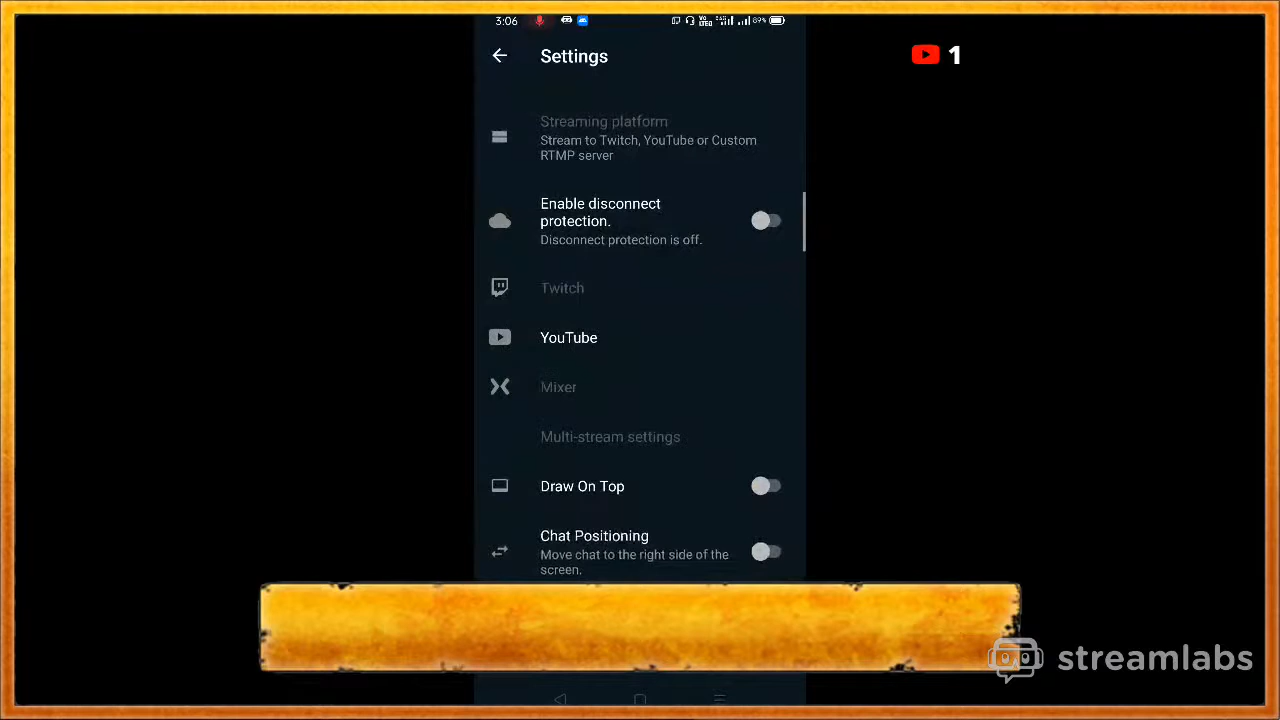 3:06
89%
Settings
1
Streaming platform
Stream to Twitch, YouTube or Custom
RTMP server
Enable disconnect
protection.
Disconnect protection is off.
Twitch
YouTube
Mixer
Multi-stream settings
Draw On Top
Chat Positioning
Move chat to the right side of the
screen.
streamlabs